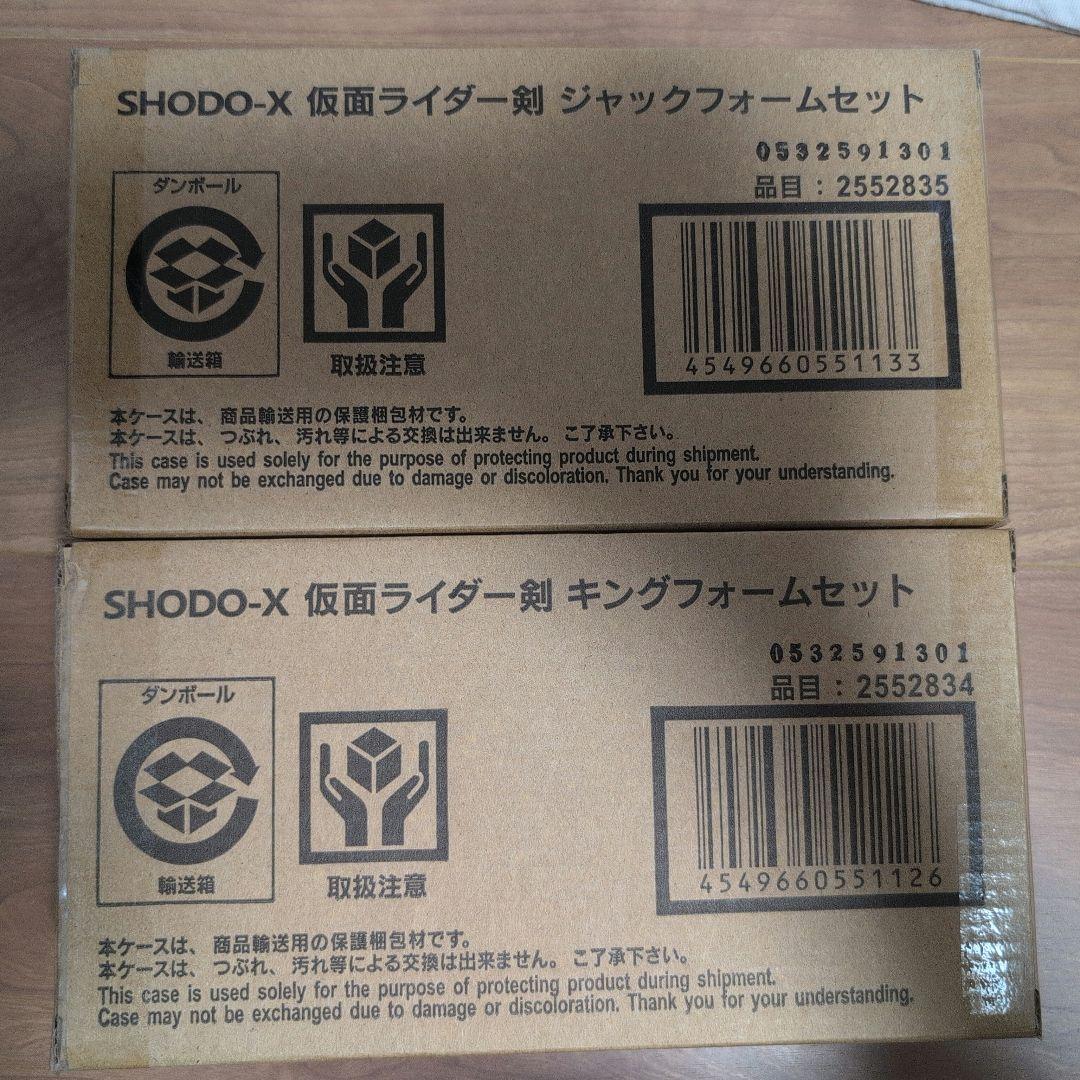 SHODO-X 仮面ライダー剣 ジャックフォームセット
0532591301
品目 : 2552835
ダンボール
輸送箱
取扱注意
4549660551133
本ケースは、商品輸送用の保護梱包材です。
本ケースは、つぶれ、汚れ等による交換は出来ません。ご了承下さい。
This case is used solely for the purpose of protecting product during shipment.
Case may not be exchanged due to damage or discoloration. Thank you for your understanding.
SHODO-X 仮面ライダー剣 キングフォームセット
0532591301
品目 : 2552834
ダンボール
輸送箱
取扱注意
4549660551126
本ケースは、商品輸送用の保護梱包材です。
本ケースは、つぶれ、汚れ等による交換は出来ません。ご了承下さい。
This case is used solely for the purpose of protecting product during shipment.
Case may not be exchanged due to damage or discoloration. Thank you for your understanding.